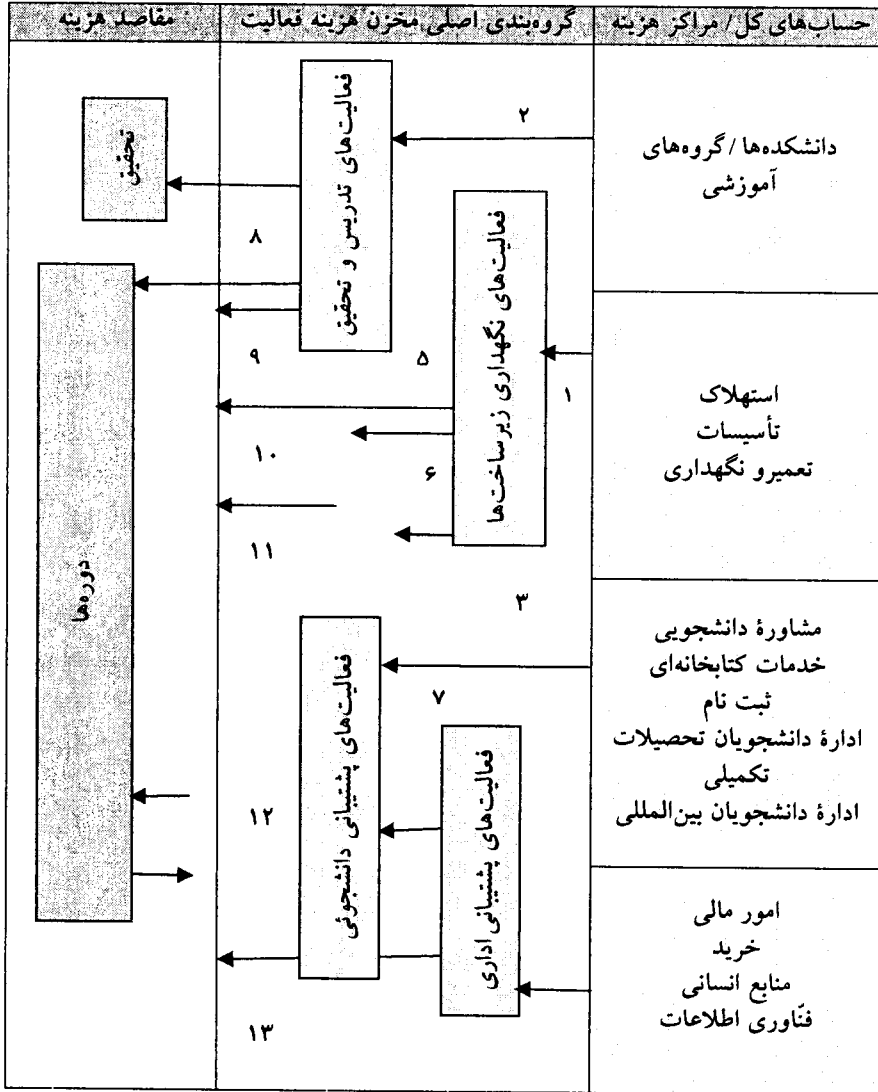 حساب‌های کل/ مراکز هزینه
گروه‌بندی اصلی مخزن هزینه فعالیت
مقاصد هزینه
دانشکده‌ها /گروه‌های
آموزشی
استهلاک
تأسیسات
تعمیرو نگهداری
مشاورهٔ دانشجویی
خدمات کتابخانه‌ای
ثبت نام
ادارهٔ دانشجویان تحصیلات
تکمیلی
ادارهٔ دانشجویان بین‌المللی
امور مالی
خرید
منابع انسانی
فنّاوری اطلاعات
فعالیت‌های تدریس و تحقیق
فعالیت‌های نگهداری زیرساخت‌ها
فعالیت‌های پشتیبانی دانشجوئی
فعالیت‌های پشتیبانی اداری
تحقیق
دوره‌ها
۱
۲
۳
۵
۶
۷
۸
۹
۱۰
۱۱
۱۲
۱۳